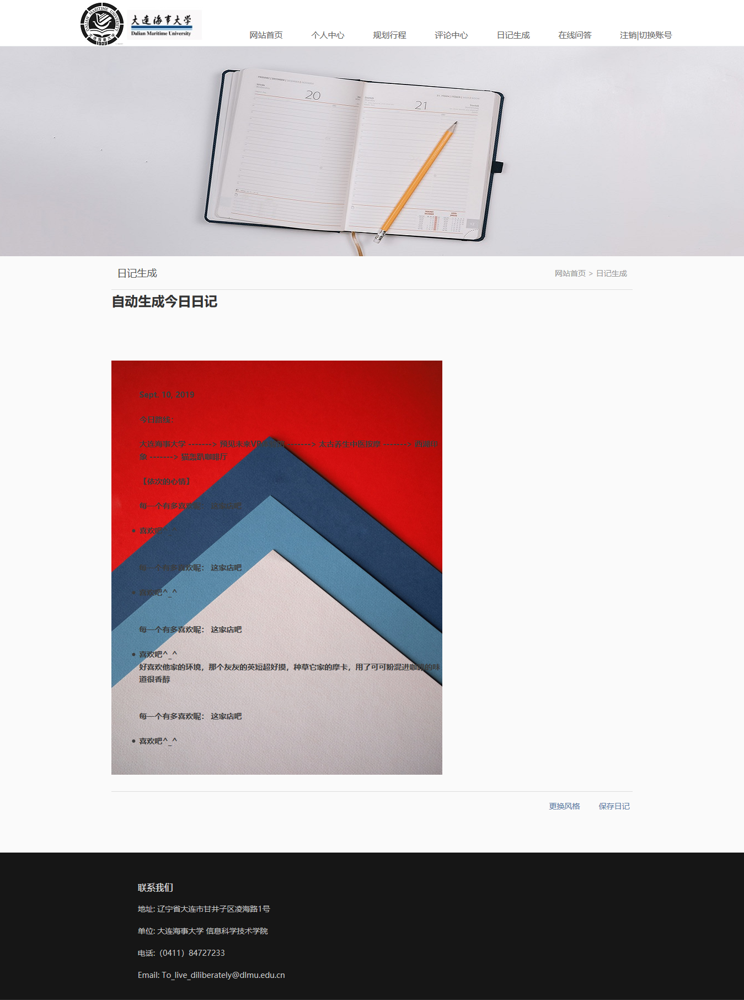 DALIAN MARITIME UNIVERSITY
大连海事大学
1909
大连海事大学
Dalian Maritime University
网站首页 个人中心 规划行程 评论中心 日记生成 在线问答 注销|切换账号
20
21
日记生成
网站首页 > 日记生成
自动生成今日日记
Sept. 10, 2019
今日路线:
大连海事大学 -------> 预见未来VR -------> 太古养生中医按摩 -------> 西湖印
象 -------> 猫整趴咖啡厅
【依次的心情】
每一个有多喜欢呢： 这家店吧
喜欢吧^_^
每一个有多喜欢呢： 这家店吧
喜欢吧^_^
每一个有多喜欢呢： 这家店吧
喜欢吧^_^
好喜欢他家的环境，那个灰灰的英短超好摸，种草它家的摩卡，用了可可粉混进咖啡的味
道很香醇
每一个有多喜欢呢： 这家店吧
喜欢吧^_^
更换风格 保存日记
联系我们
地址: 辽宁省大连市甘井子区凌海路1号
单位: 大连海事大学 信息科学技术学院
电话:（0411）84727233
Email: To_live_diliberately@dlmu.edu.cn